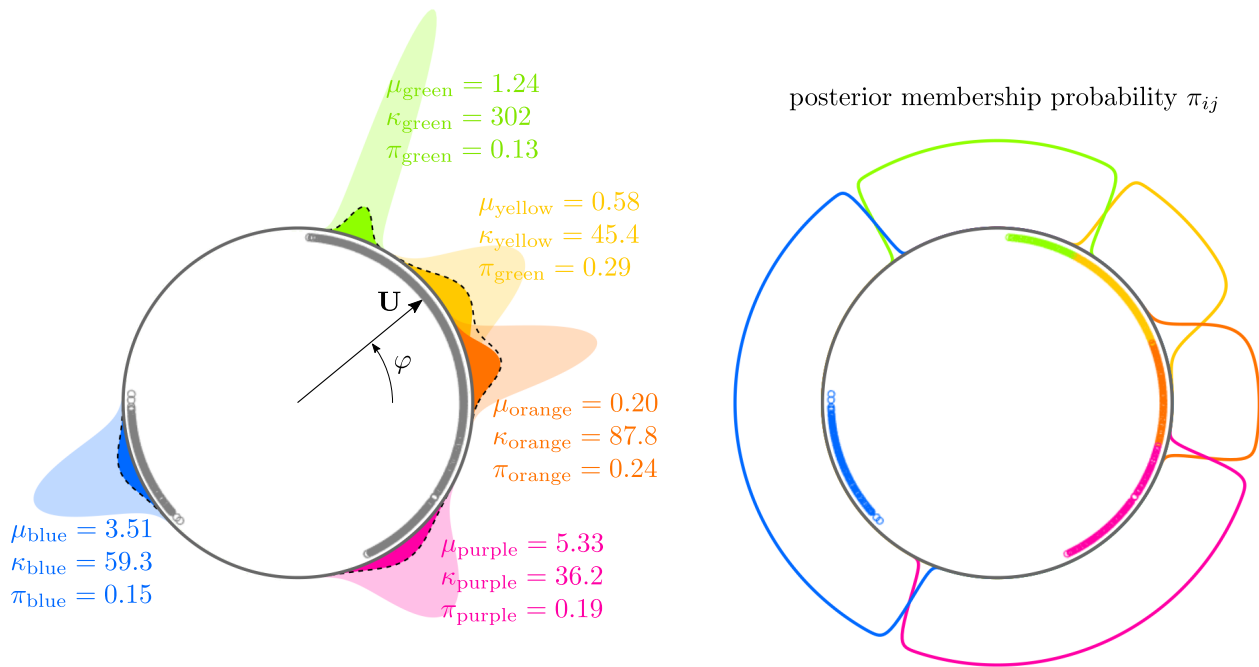 μ_green = 1.24
κ_green = 302
π_green = 0.13
posterior membership probability π_ij
μ_yellow = 0.58
κ_yellow = 45.4
π_green = 0.29
U
φ
μ_orange = 0.20
κ_orange = 87.8
π_orange = 0.24
μ_blue = 3.51
κ_blue = 59.3
π_blue = 0.15
μ_purple = 5.33
κ_purple = 36.2
π_purple = 0.19